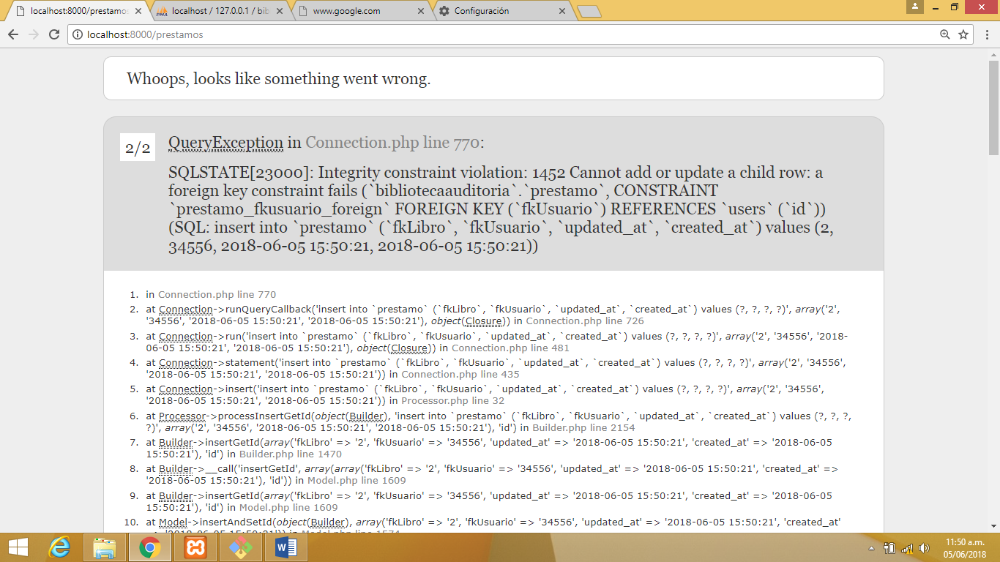 localhost:8000/prestamos
localhost / 127.0.0.1 / bib
www.google.com
Configuración
localhost:8000/prestamos
Whoops, looks like something went wrong.
2/2
QueryException in Connection.php line 770:
SQLSTATE[23000]: Integrity constraint violation: 1452 Cannot add or update a child row: a
foreign key constraint fails (`bibliotecaauditoria`.`prestamo`, CONSTRAINT
`prestamo_fkusuario_foreign` FOREIGN KEY (`fkUsuario`) REFERENCES `users` (`id`))
(SQL: insert into `prestamo` (`fkLibro`, `fkUsuario`, `updated_at`, `created_at`) values (2,
34556, 2018-06-05 15:50:21, 2018-06-05 15:50:21))
1. in Connection.php line 770
2. at Connection->runQueryCallback('insert into `prestamo` (`fkLibro`, `fkUsuario`, `updated_at`, `created_at`) values (?, ?, ?, ?)', array('2',
'34556', '2018-06-05 15:50:21', '2018-06-05 15:50:21'), object(Closure)) in Connection.php line 726
3. at Connection->run('insert into `prestamo` (`fkLibro`, `fkUsuario`, `updated_at`, `created_at`) values (?, ?, ?, ?)', array('2', '34556', '2018-
06-05 15:50:21', '2018-06-05 15:50:21'), object(Closure)) in Connection.php line 481
4. at Connection->statement('insert into `prestamo` (`fkLibro`, `fkUsuario`, `updated_at`, `created_at`) values (?, ?, ?, ?)', array('2', '34556',
'2018-06-05 15:50:21', '2018-06-05 15:50:21')) in Connection.php line 435
5. at Connection->insert('insert into `prestamo` (`fkLibro`, `fkUsuario`, `updated_at`, `created_at`) values (?, ?, ?, ?)', array('2', '34556',
'2018-06-05 15:50:21', '2018-06-05 15:50:21')) in Processor.php line 32
6. at Processor->processInsertGetId(object(Builder), 'insert into `prestamo` (`fkLibro`, `fkUsuario`, `updated_at`, `created_at`) values (?, ?, ?,
?)', array('2', '34556', '2018-06-05 15:50:21', '2018-06-05 15:50:21'), 'id') in Builder.php line 2154
7. at Builder->insertGetId(array('fkLibro' => '2', 'fkUsuario' => '34556', 'updated_at' => '2018-06-05 15:50:21', 'created_at' => '2018-06-05
15:50:21'), 'id') in Builder.php line 1470
8. at Builder->__call('insertGetId', array(array('fkLibro' => '2', 'fkUsuario' => '34556', 'updated_at' => '2018-06-05 15:50:21', 'created_at' =>
'2018-06-05 15:50:21'), 'id')) in Model.php line 1609
9. at Builder->insertGetId(array('fkLibro' => '2', 'fkUsuario' => '34556', 'updated_at' => '2018-06-05 15:50:21', 'created_at' => '2018-06-05
15:50:21'), 'id') in Model.php line 1609
10. at Model->insertAndSetId(object(Builder), array('fkLibro' => '2', 'fkUsuario' => '34556', 'updated_at' => '2018-06-05 15:50:21', 'created_at'
=> '2018-06-05 15:50:21')) in Model.php line 1574
11:50 a.m.
05/06/2018